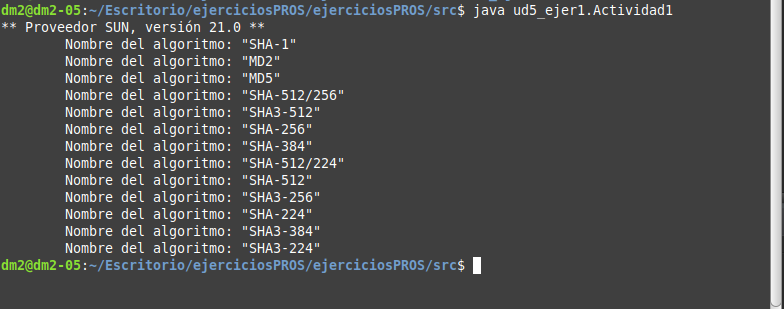 dm2@dm2-05:~/Escritorio/ejerciciosPROS/ejerciciosPROS/src$ java ud5_ejer1.Actividad1
** Proveedor SUN, versión 21.0 **
Nombre del algoritmo: "SHA-1"
Nombre del algoritmo: "MD2"
Nombre del algoritmo: "MD5"
Nombre del algoritmo: "SHA-512/256"
Nombre del algoritmo: "SHA3-512"
Nombre del algoritmo: "SHA-256"
Nombre del algoritmo: "SHA-384"
Nombre del algoritmo: "SHA-512/224"
Nombre del algoritmo: "SHA-512"
Nombre del algoritmo: "SHA3-256"
Nombre del algoritmo: "SHA-224"
Nombre del algoritmo: "SHA3-384"
Nombre del algoritmo: "SHA3-224"
dm2@dm2-05:~/Escritorio/ejerciciosPROS/ejerciciosPROS/src$